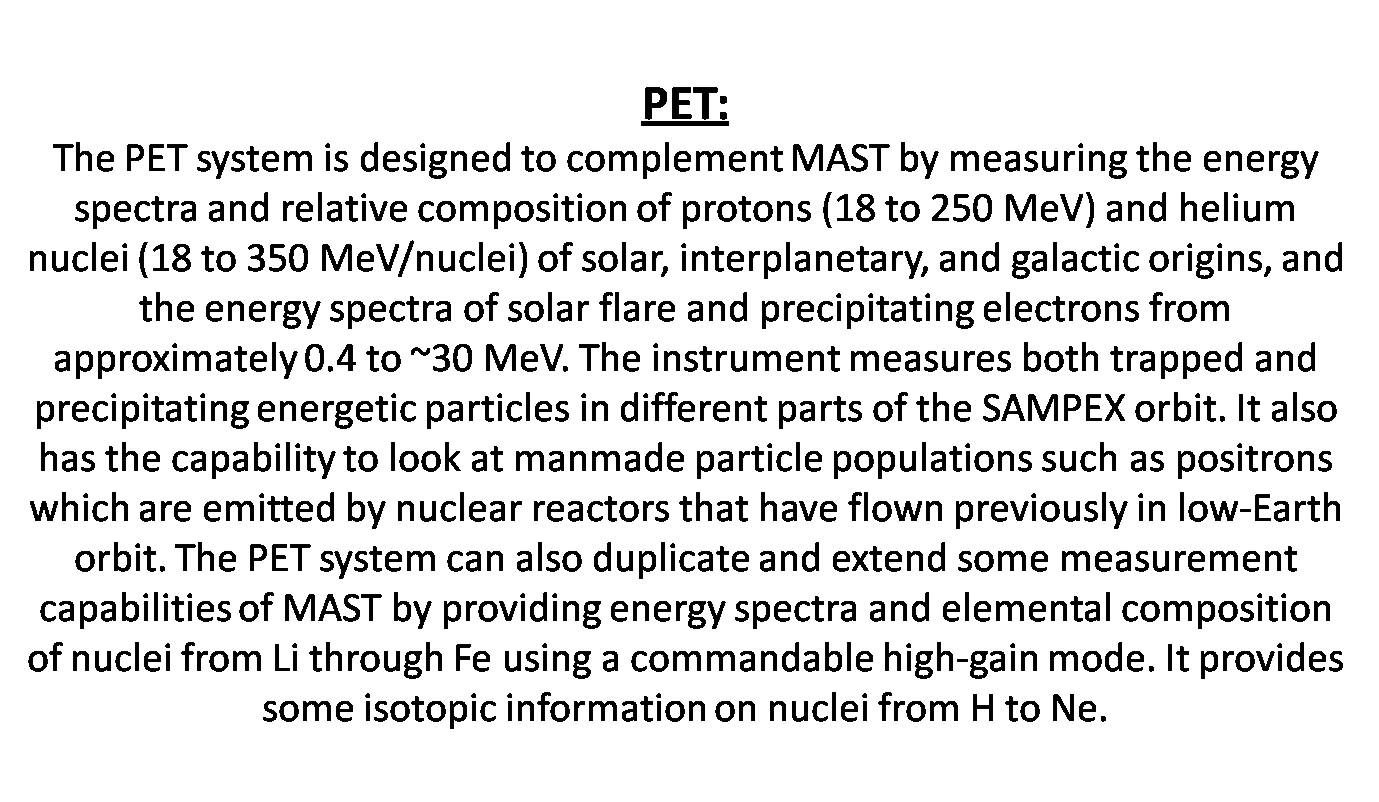 PET:
The PET system is designed to complement MAST by measuring the energy
spectra and relative composition of protons (18 to 250 MeV) and helium
nuclei (18 to 350 MeV/nuclei) of solar, interplanetary, and galactic origins, and
the energy spectra of solar flare and precipitating electrons from
approximately 0.4 to ~30 MeV. The instrument measures both trapped and
precipitating energetic particles in different parts of the SAMPEX orbit. It also
has the capability to look at manmade particle populations such as positrons
which are emitted by nuclear reactors that have flown previously in low-Earth
orbit. The PET system can also duplicate and extend some measurement
capabilities of MAST by providing energy spectra and elemental composition
of nuclei from Li through Fe using a commandable high-gain mode. It provides
some isotopic information on nuclei from H to Ne.